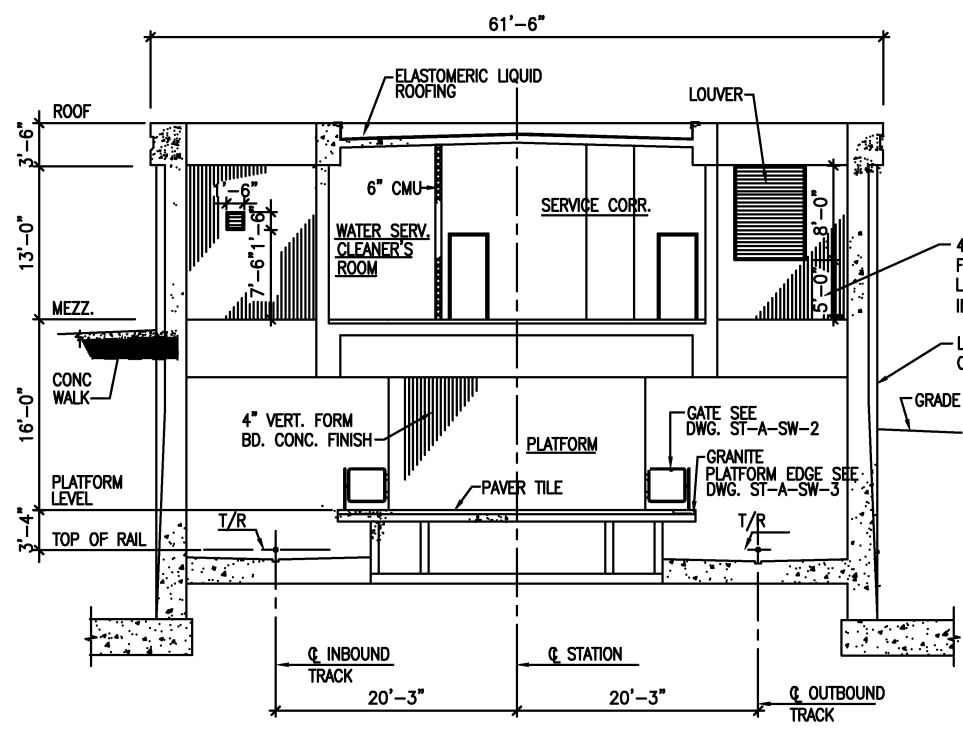 61'-6"
ELASTOMERIC LIQUID
ROOFING
LOUVER
ROOF
3'-6"
13'-0"
16'-0"
3'-4"
6" CMU
SERVICE CORR.
WATER SERV.
CLEANER'S
ROOM
'-6"
1'-6"
7'-6"
8'-0"
5'-0"
4
F
L
I
L
MEZZ.
CONC
WALK
4" VERT. FORM
BD. CONC. FINISH
PLATFORM
GATE SEE
DWG. ST-A-SW-2
GRANITE
PLATFORM EDGE SEE
DWG. ST-A-SW-3
GRADE
PLATFORM
LEVEL
PAVER TILE
TOP OF RAIL
T/R
T/R
℄ INBOUND
TRACK
℄ STATION
20'-3"
20'-3"
℄ OUTBOUND
TRACK